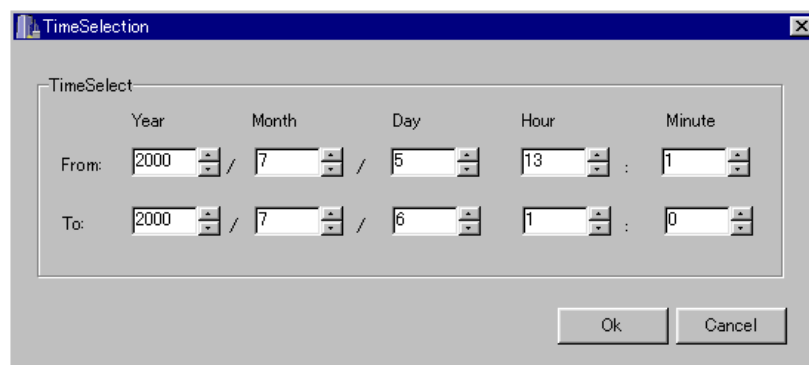 TimeSelection
TimeSelect
Year Month Day Hour Minute
From: 2000 / 7 / 5 13 : 1
To: 2000 / 7 / 6 1 : 0
Ok Cancel